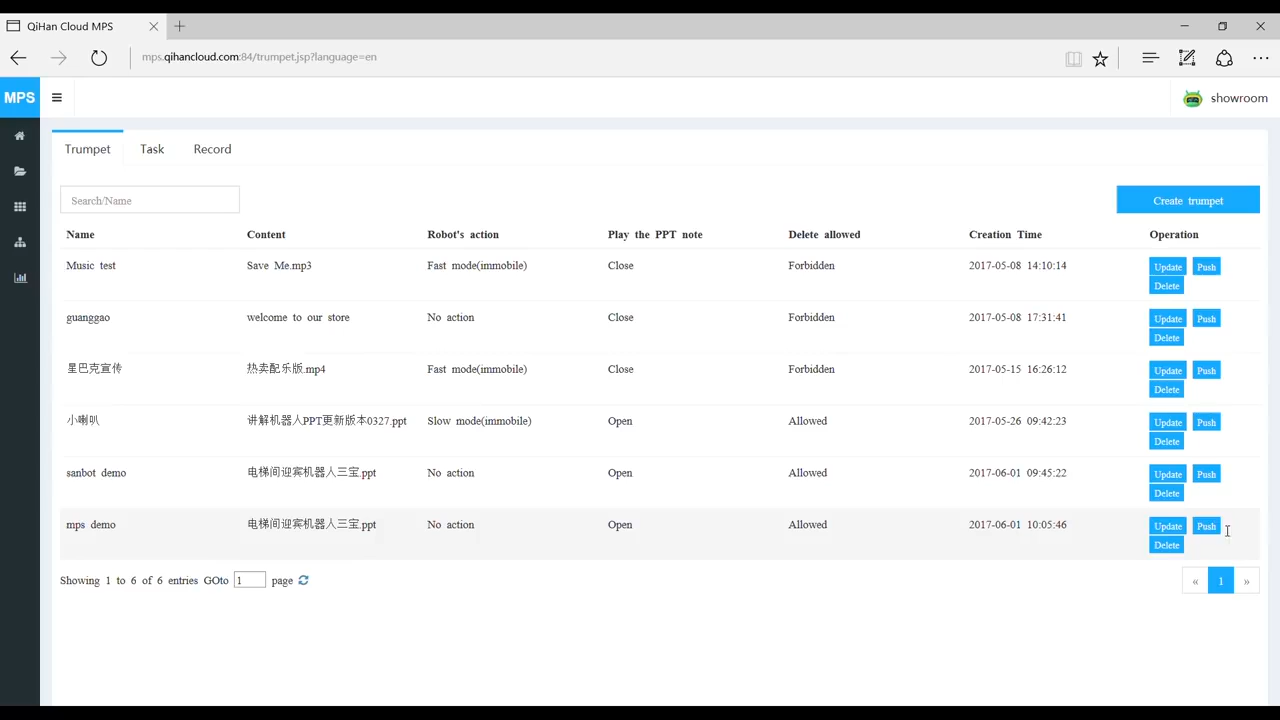 QiHan Cloud MPS
mps.qihancloud.com:84/trumpet.jsp?language=en
MPS
showroom
Trumpet Task Record
Search/Name
Create trumpet
Name Content Robot's action Play the PPT note Delete allowed Creation Time Operation
Music test Save Me.mp3 Fast mode(immobile) Close Forbidden 2017-05-08 14:10:14 Update Push
Delete
guanggao welcome to our store No action Close Forbidden 2017-05-08 17:31:41 Update Push
Delete
星巴克宣传 热卖配乐版.mp4 Fast mode(immobile) Close Forbidden 2017-05-15 16:26:12 Update Push
Delete
小喇叭 讲解机器人PPT更新版本0327.ppt Slow mode(immobile) Open Allowed 2017-05-26 09:42:23 Update Push
Delete
sanbot demo 电梯间迎宾机器人三宝.ppt No action Open Allowed 2017-06-01 09:45:22 Update Push
Delete
mps demo 电梯间迎宾机器人三宝.ppt No action Open Allowed 2017-06-01 10:05:46 Update Push
Delete
Showing 1 to 6 of 6 entries GOto 1 page « 1 »